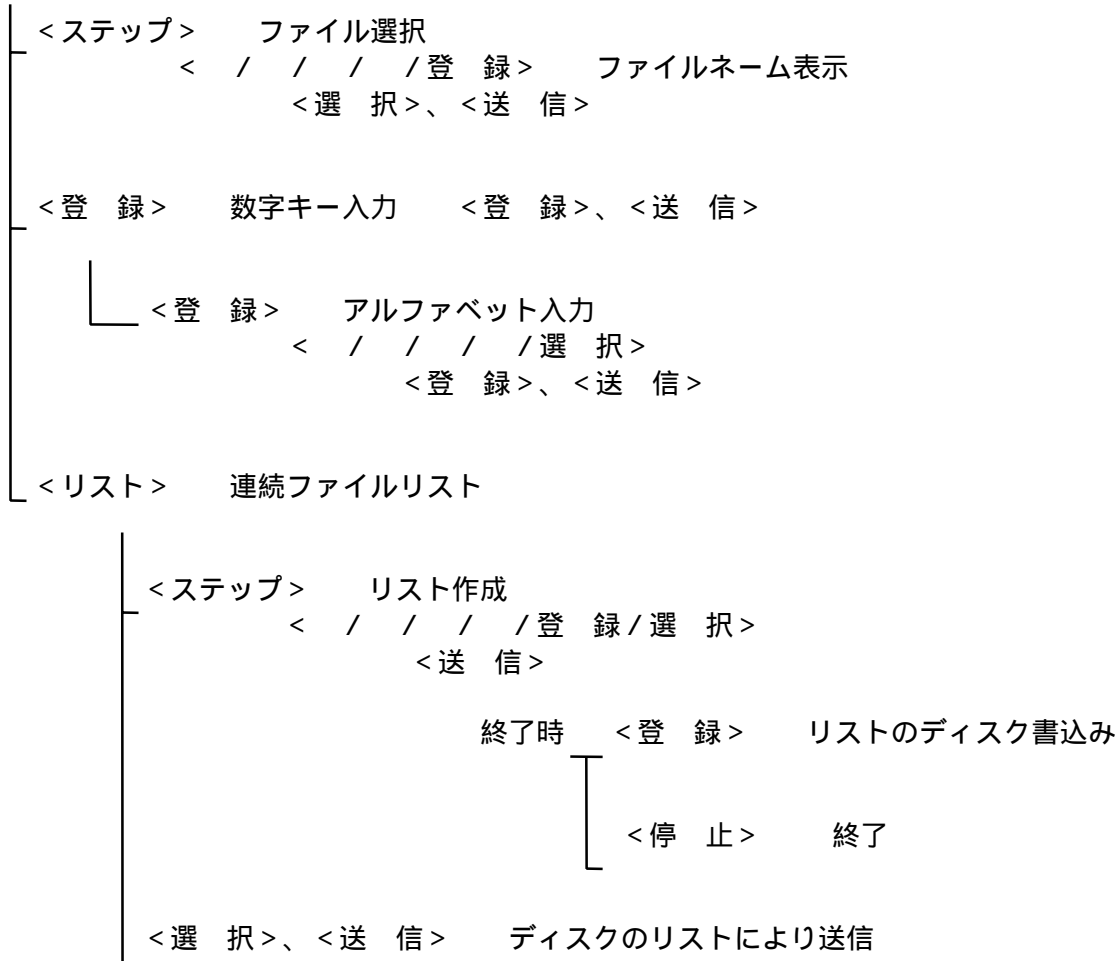 <ステップ>　ファイル選択
<　/　/　/　/登　録>　ファイルネーム表示
<選　択>、<送　信>
<登　録>　数字キー入力　<登　録>、<送　信>
<登　録>　アルファベット入力
<　/　/　/　/選　択>
<登　録>、<送　信>
<リスト>　連続ファイルリスト
<ステップ>　リスト作成
<　/　/　/　/登　録/選　択>
<送　信>
終了時　<登　録>　リストのディスク書込み
<停　止>　終了
<選　択>、<送　信>　ディスクのリストにより送信